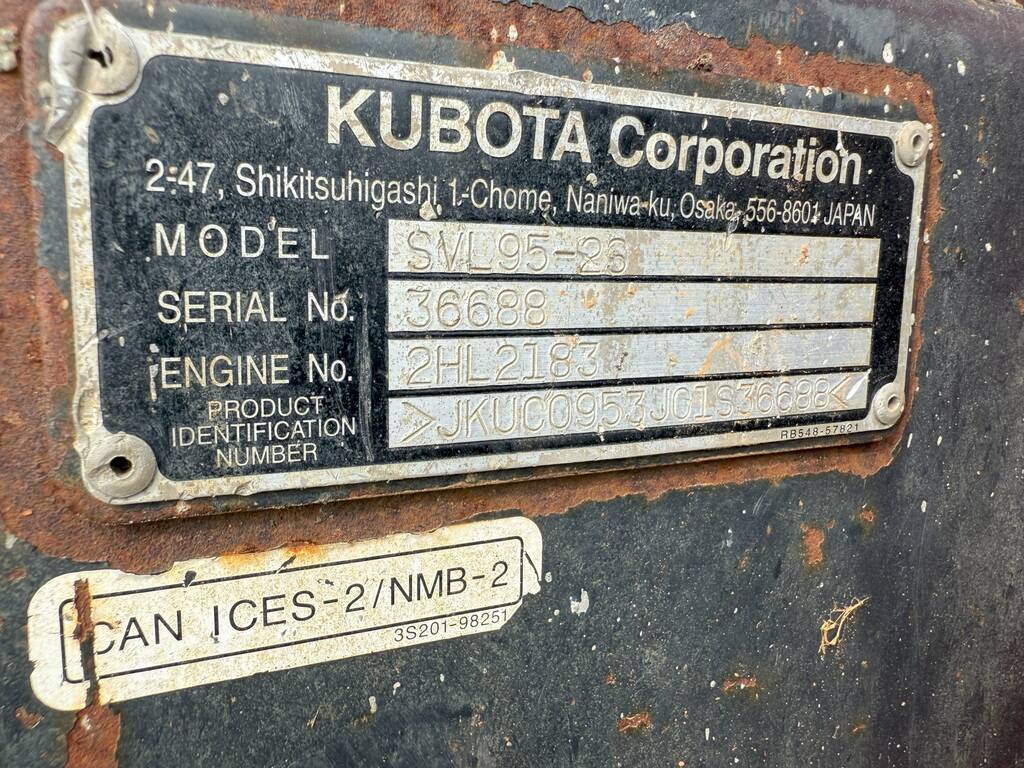 KUBOTA Corporation
2-47, Shikitsuhigashi 1-Chome, Naniwa-ku, Osaka, 556-8601 JAPAN
MODEL SVL95-2S
SERIAL No. 36688
ENGINE No. 2HL2183
PRODUCT
IDENTIFICATION
NUMBER
>JKUC0953JC1S36688<
RB548-57821
CAN ICES-2/NMB-2
3S201-98251